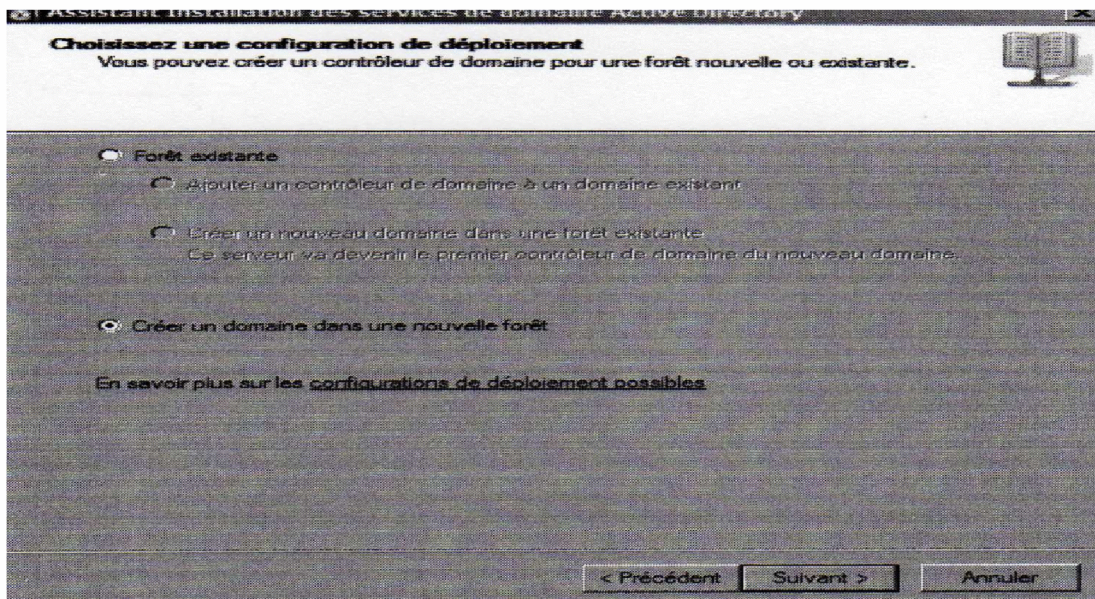 Assistant Installation des services de domaine Active Directory
Choisissez une configuration de déploiement
Vous pouvez créer un contrôleur de domaine pour une forêt nouvelle ou existante.
Forêt existante
Ajouter un contrôleur de domaine à un domaine existant
Créer un nouveau domaine dans une forêt existante
Ce serveur va devenir le premier contrôleur de domaine du nouveau domaine.
Créer un domaine dans une nouvelle forêt
En savoir plus sur les configurations de déploiement possibles
< Précédent
Suivant >
Annuler